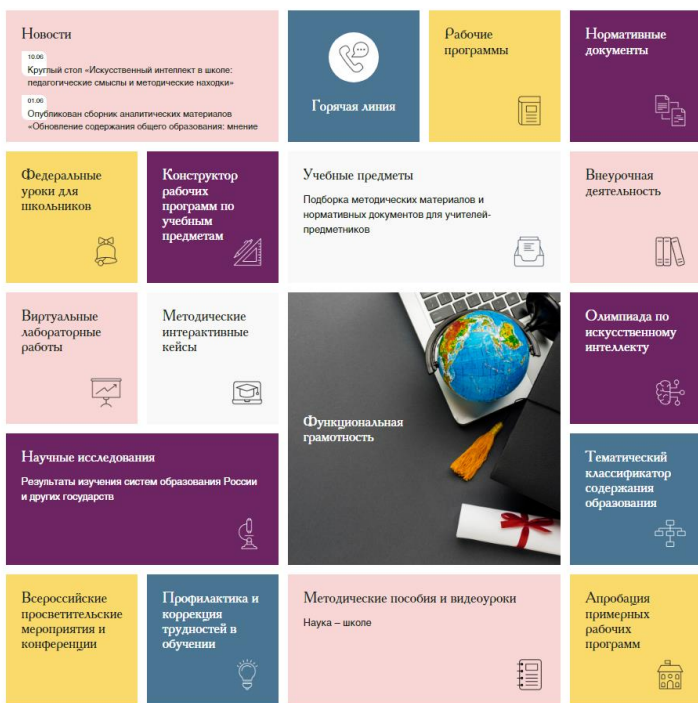 Новости
10.06
Круглый стол «Искусственный интеллект в школе:
педагогические смыслы и методические находки»
01.06
Опубликован сборник аналитических материалов
«Обновление содержания общего образования: мнение
Горячая линия
Рабочие
программы
Нормативные
документы
Федеральные
уроки для
школьников
Конструктор
рабочих
программ по
учебным
предметам
Учебные предметы
Подборка методических материалов и
нормативных документов для учителей-
предметников
Внеурочная
деятельность
Виртуальные
лабораторные
работы
Методические
интерактивные
кейсы
Функциональная
грамотность
Олимпиада по
искусственному
интеллекту
Научные исследования
Результаты изучения систем образования России
и других государств
Тематический
классификатор
содержания
образования
Всероссийские
просветительские
мероприятия и
конференции
Профилактика и
коррекция
трудностей в
обучении
Методические пособия и видеоуроки
Наука – школе
Апробация
примерных
рабочих
программ